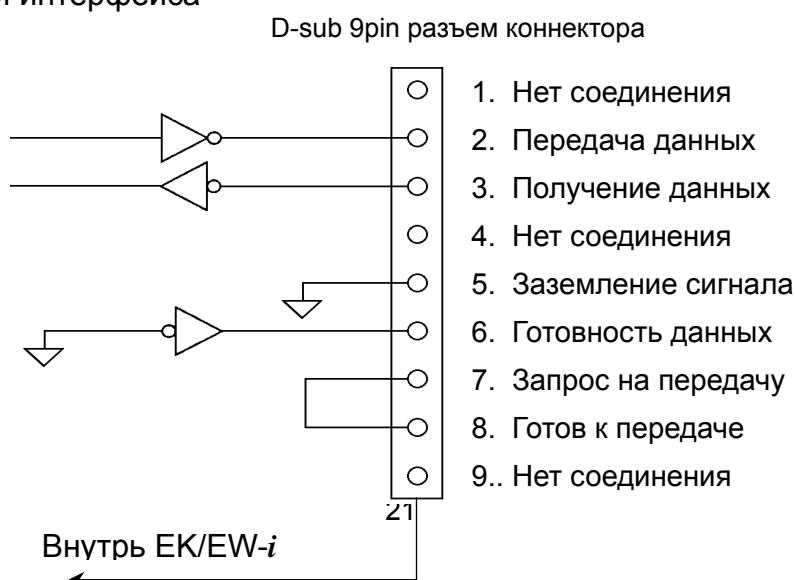 интерфейса
D-sub 9pin разъем коннектора
1. Нет соединения
2. Передача данных
3. Получение данных
4. Нет соединения
5. Заземление сигнала
6. Готовность данных
7. Запрос на передачу
8. Готов к передаче
9.. Нет соединения
21
Внутрь EK/EW-i